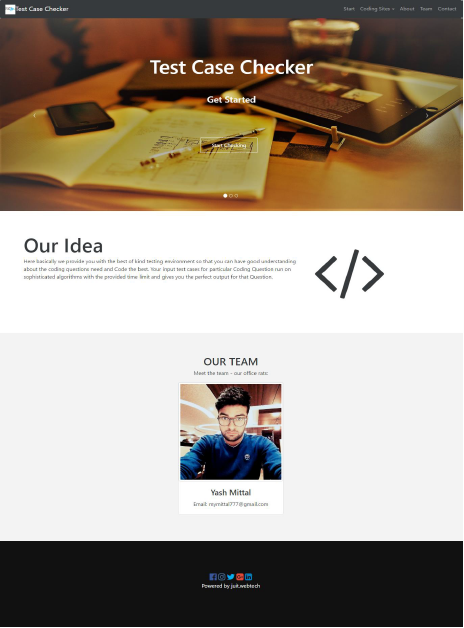 Test Case Checker
Start Coding Sites About Team Contact
Test Case Checker
Get Started
Start Checking
Our Idea
Here basically we provide you with the best of kind testing environment so that you can have good understanding
about the coding questions need and Code the Best. Your input test cases for particular Coding Question run on
sophisticated algorithms with the provided time limit and gives you the perfect output for that Question.
</>
OUR TEAM
Meet the team - our office rats:
Yash Mittal
Email: msymittal777@gmail.com
Powered by juit.webtech